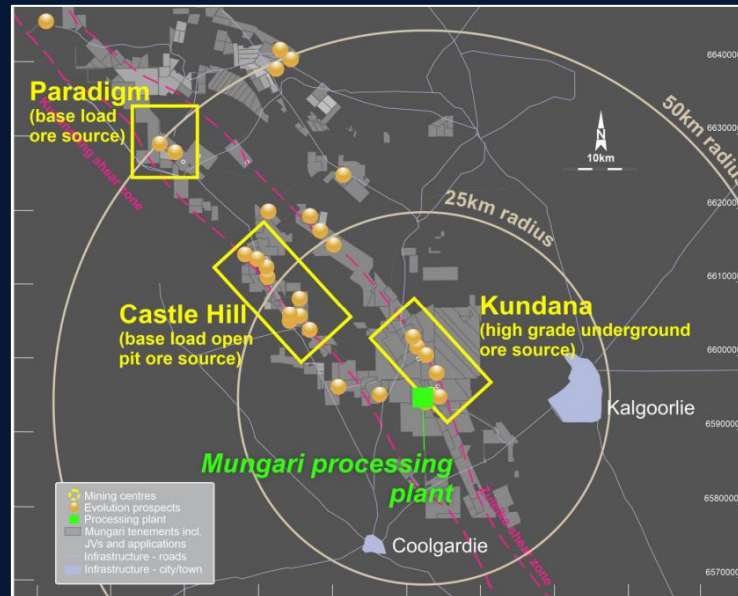 6640000
Paradigm
(base load
ore source)
Kunanalling shear zone
50km radius
6630000
N
10km
6620000
25km radius
6610000
Castle Hill
(base load open
pit ore source)
Kundana
(high grade underground
ore source)
6600000
Kalgoorlie
6590000
Mungari processing
plant
Mining centres
Evolution prospects
Processing plant
Mungari tenements incl.
JVs and applications
Infrastructure - roads
Infrastructure - city/town
6580000
Zuleika shear zone
Coolgardie
6570000